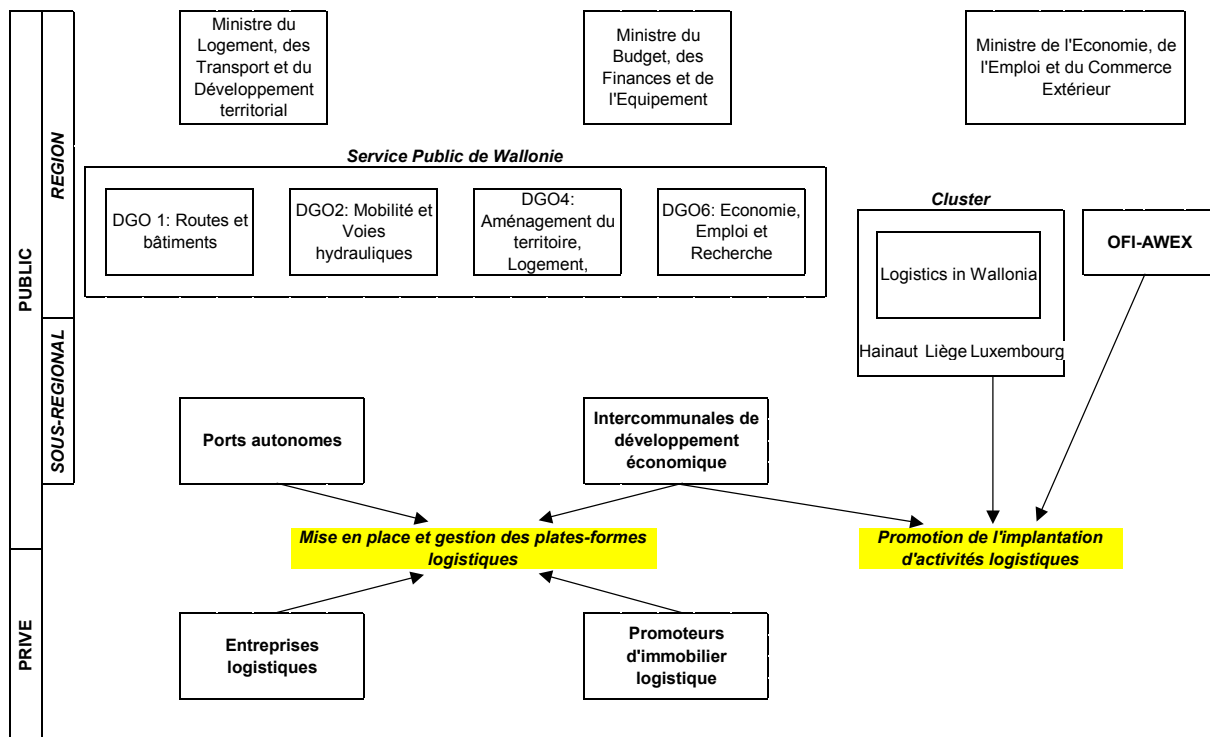 Ministre du
Logement, des
Transport et du
Développement
territorial
Ministre du
Budget, des
Finances et de
l'Equipement
Ministre de l'Economie, de
l'Emploi et du Commerce
Extérieur
PUBLIC
REGION
Service Public de Wallonie
DGO 1: Routes et
bâtiments
DGO2: Mobilité et
Voies
hydrauliques
DGO4:
Aménagement du
territoire,
Logement,
DGO6: Economie,
Emploi et
Recherche
Cluster
Logistics in Wallonia
Hainaut Liège Luxembourg
OFI-AWEX
SOUS-REGIONAL
Ports autonomes
Intercommunales de
développement
économique
Mise en place et gestion des plates-formes
logistiques
Promotion de l'implantation
d'activités logistiques
PRIVE
Entreprises
logistiques
Promoteurs
d'immobilier
logistique